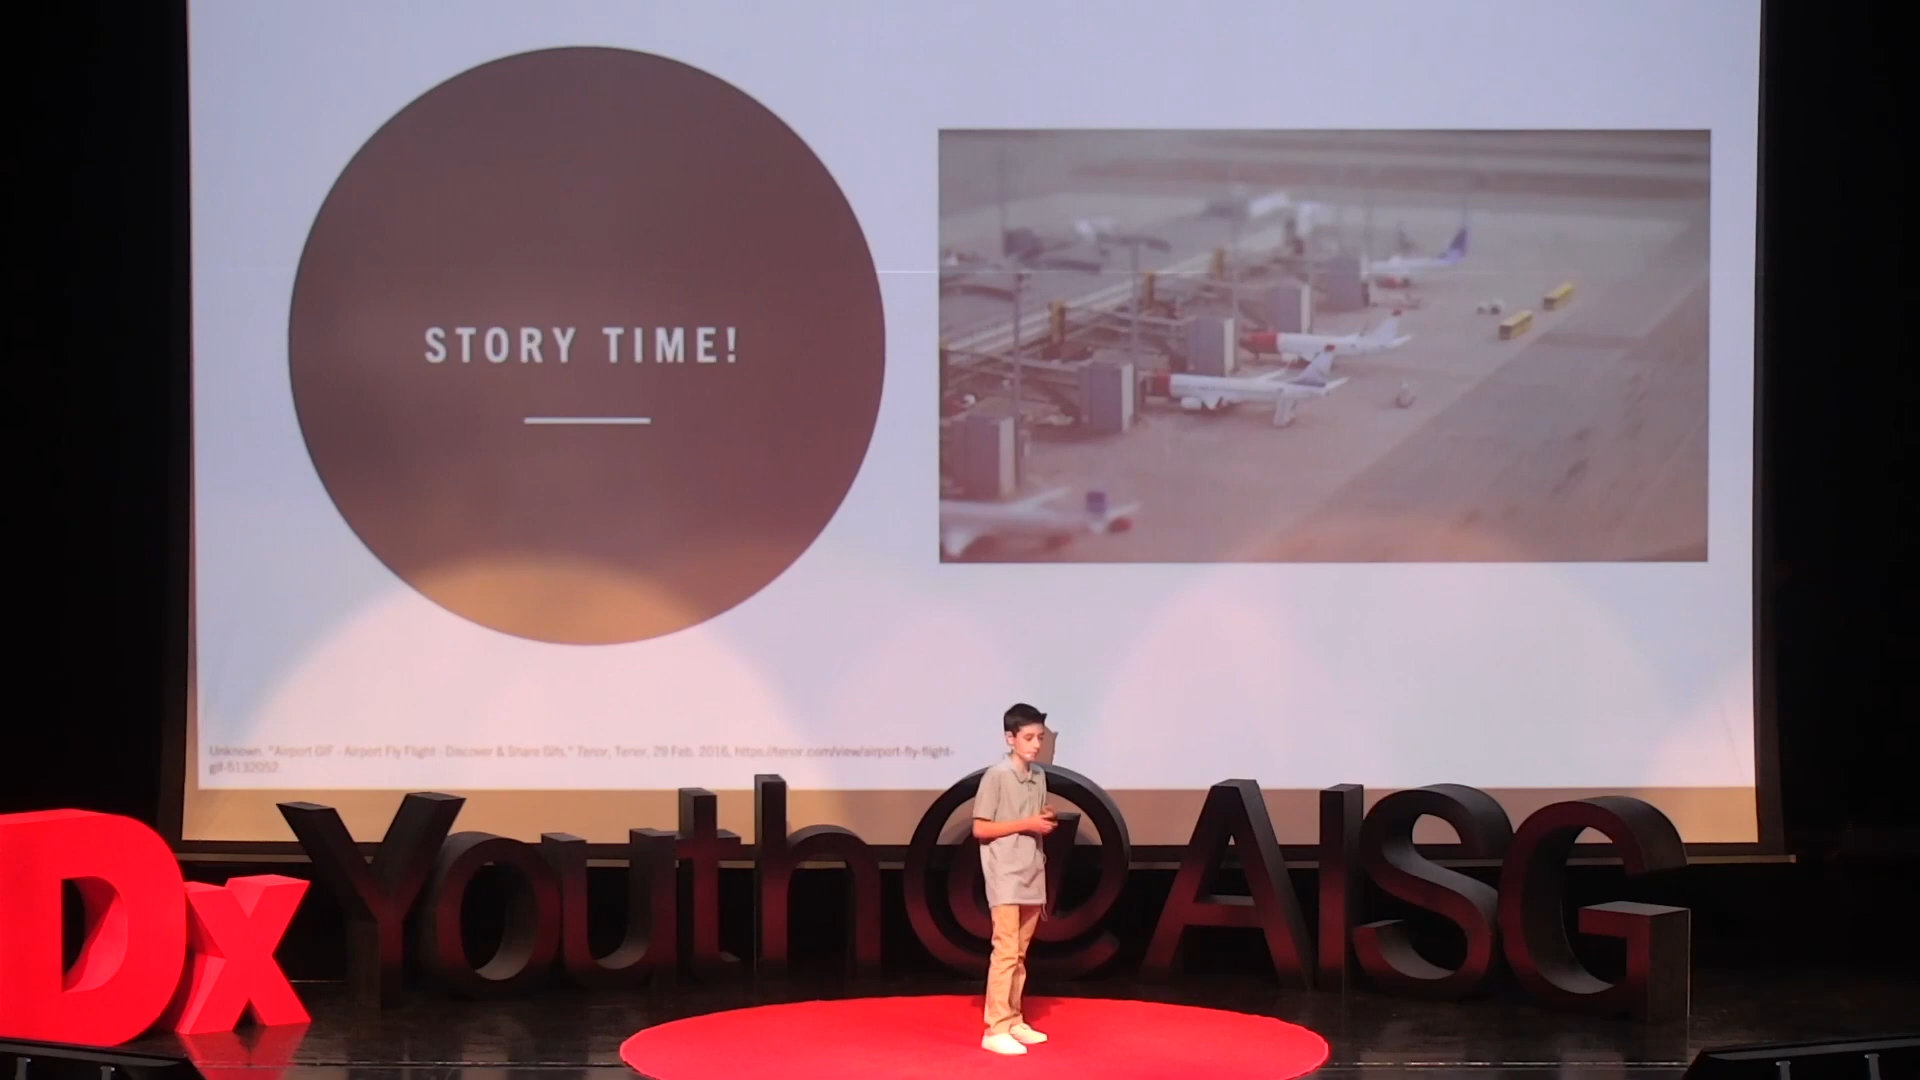 STORY TIME!
Unknown. "Airport GIF - Airport Fly Flight - Discover & Share Gifs." Tenor, Tenor, 29 Feb. 2016, https://tenor.com/view/airport-fly-flight-
gif-5132052.
Dx Youth@AISG